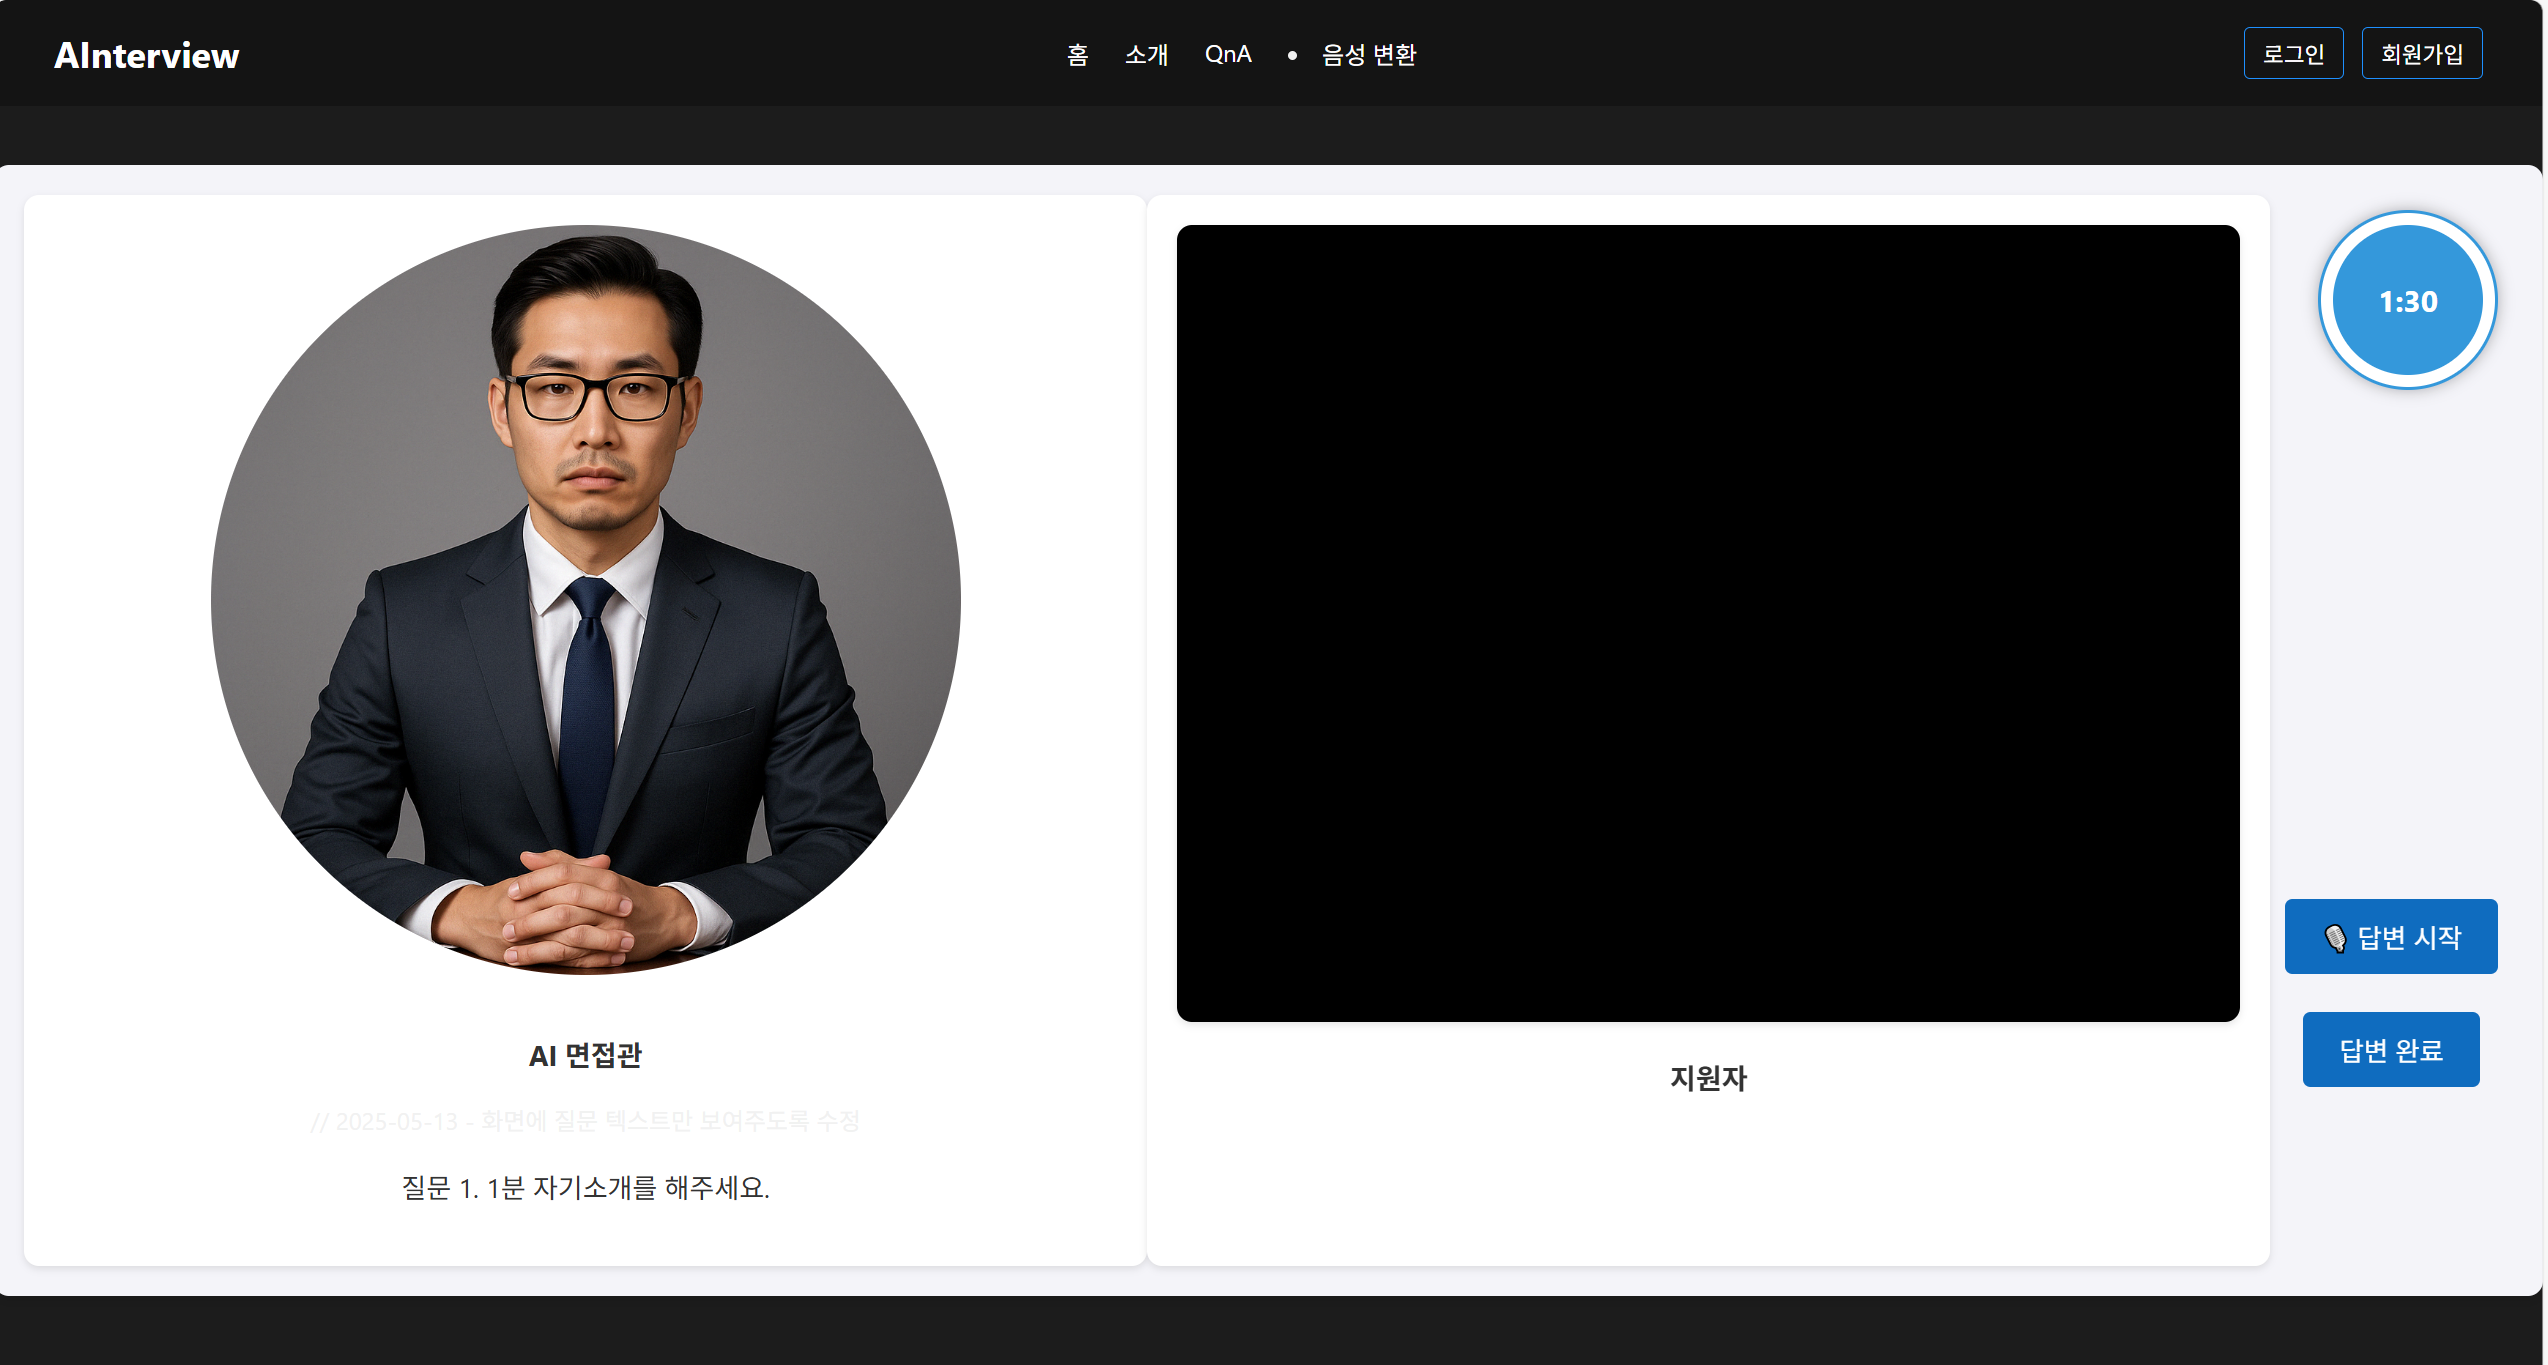 AInterview
홈
소개
QnA
• 음성 변환
로그인
회원가입
1:30
AI 면접관
// 2025-05-13 - 화면에 질문 텍스트만 보여주도록 수정
질문 1. 1분 자기소개를 해주세요.
지원자
🎙️ 답변 시작
답변 완료